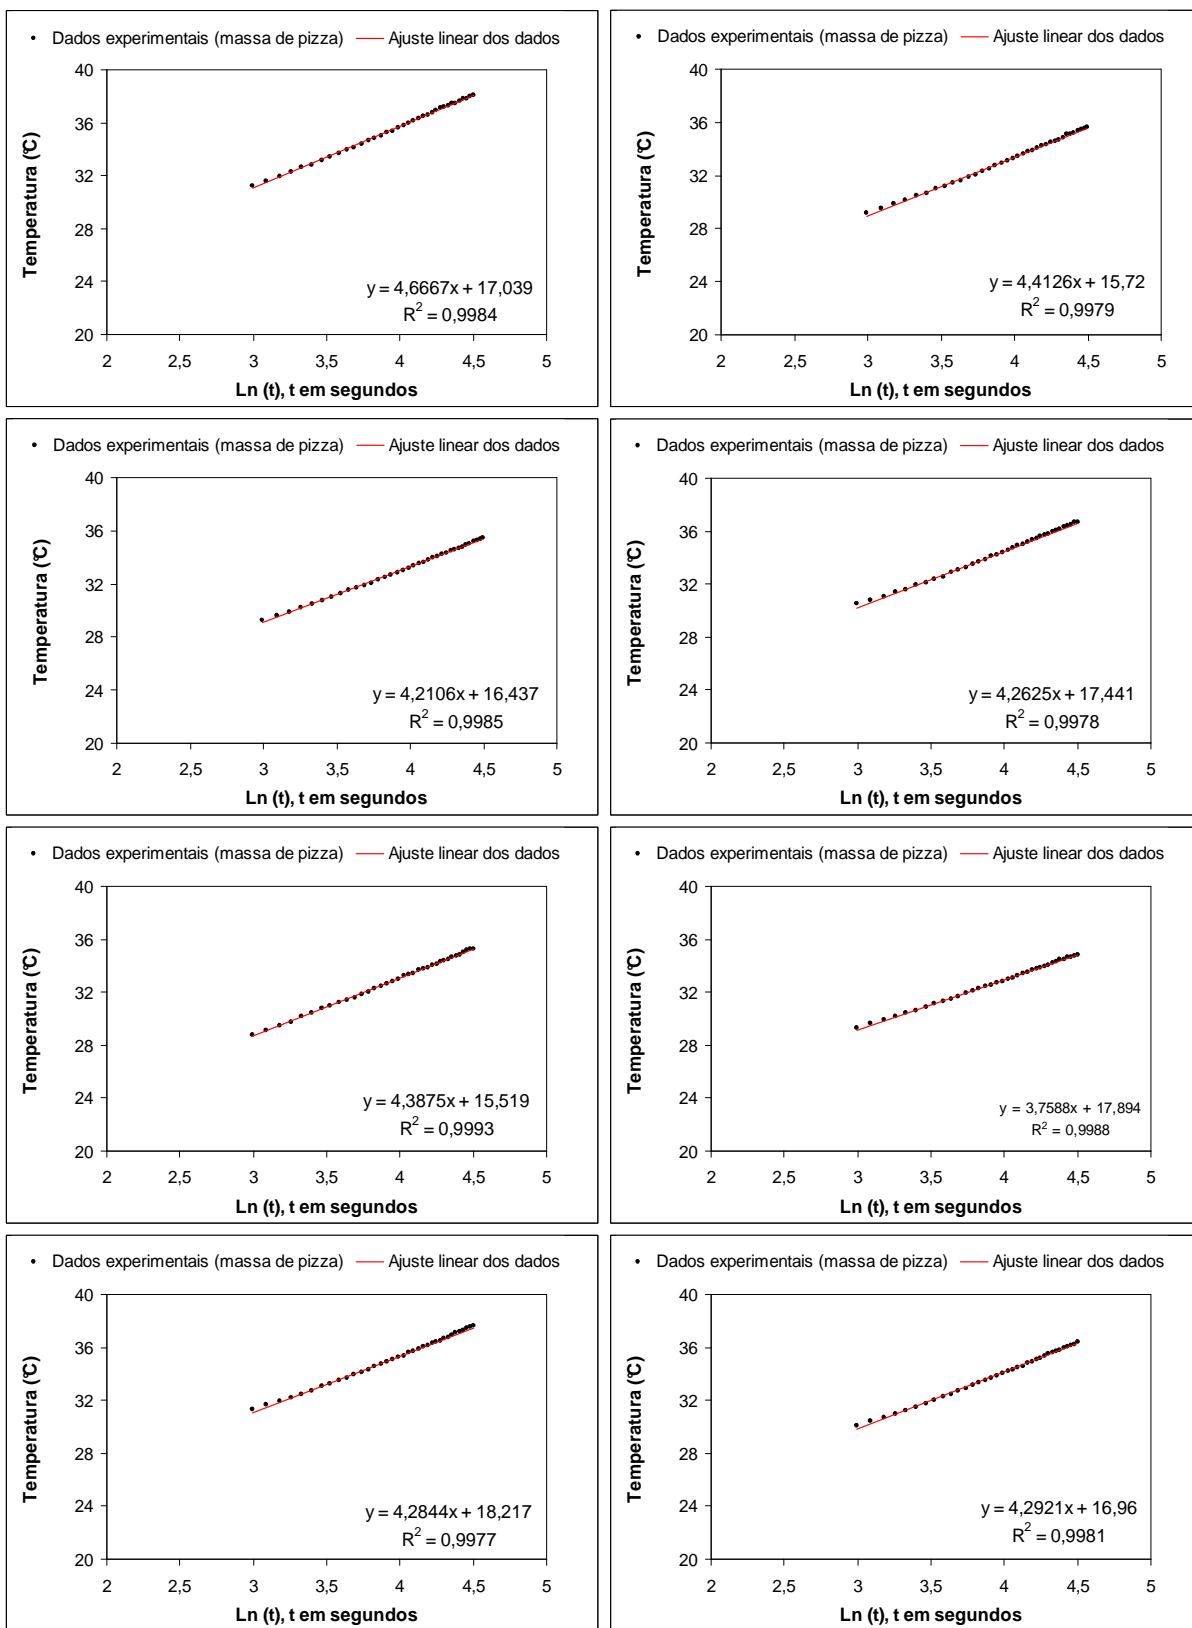 • Dados experimentais (massa de pizza) — Ajuste linear dos dados
40
36
32
28
24
20
Temperatura (°C)
y = 4,6667x + 17,039
R² = 0,9984
2 2,5 3 3,5 4 4,5 5
Ln (t), t em segundos
• Dados experimentais (massa de pizza) — Ajuste linear dos dados
40
36
32
28
24
20
Temperatura (°C)
y = 4,4126x + 15,72
R² = 0,9979
2 2,5 3 3,5 4 4,5 5
Ln (t), t em segundos
• Dados experimentais (massa de pizza) — Ajuste linear dos dados
40
36
32
28
24
20
Temperatura (°C)
y = 4,2106x + 16,437
R² = 0,9985
2 2,5 3 3,5 4 4,5 5
Ln (t), t em segundos
• Dados experimentais (massa de pizza) — Ajuste linear dos dados
40
36
32
28
24
20
Temperatura (°C)
y = 4,2625x + 17,441
R² = 0,9978
2 2,5 3 3,5 4 4,5 5
Ln (t), t em segundos
• Dados experimentais (massa de pizza) — Ajuste linear dos dados
40
36
32
28
24
20
Temperatura (°C)
y = 4,3875x + 15,519
R² = 0,9993
2 2,5 3 3,5 4 4,5 5
Ln (t), t em segundos
• Dados experimentais (massa de pizza) — Ajuste linear dos dados
40
36
32
28
24
20
Temperatura (°C)
y = 3,7588x + 17,894
R² = 0,9988
2 2,5 3 3,5 4 4,5 5
Ln (t), t em segundos
• Dados experimentais (massa de pizza) — Ajuste linear dos dados
40
36
32
28
24
20
Temperatura (°C)
y = 4,2844x + 18,217
R² = 0,9977
2 2,5 3 3,5 4 4,5 5
Ln (t), t em segundos
• Dados experimentais (massa de pizza) — Ajuste linear dos dados
40
36
32
28
24
20
Temperatura (°C)
y = 4,2921x + 16,96
R² = 0,9981
2 2,5 3 3,5 4 4,5 5
Ln (t), t em segundos